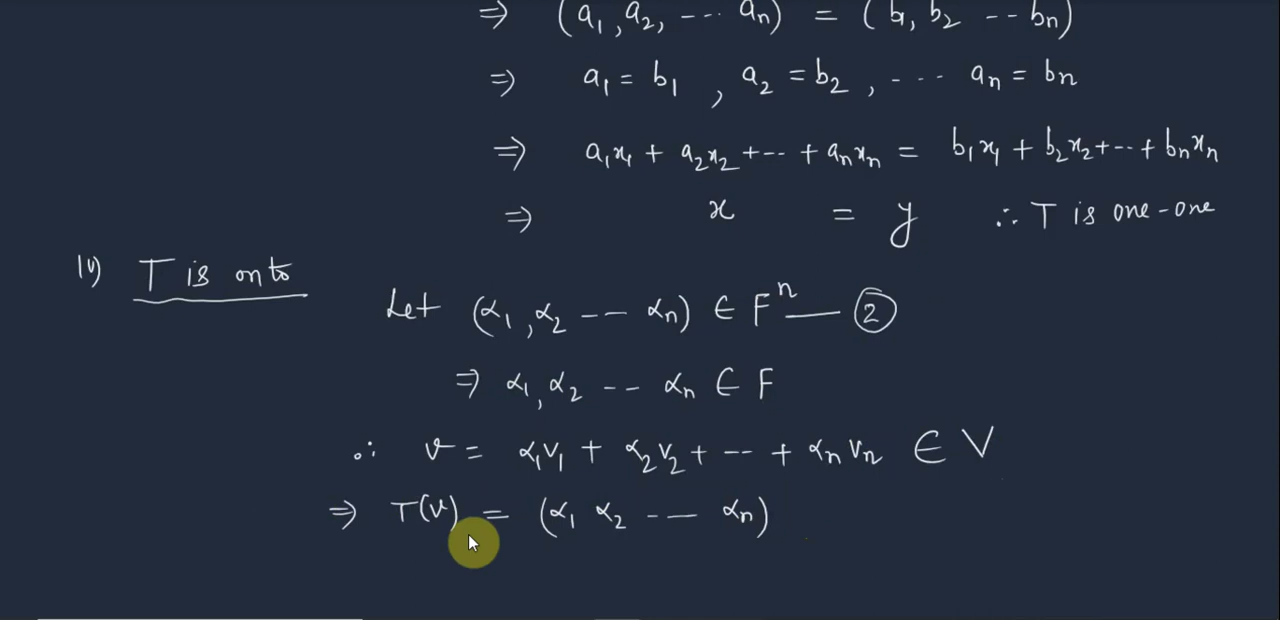 ⇒ (a₁, a₂, --- aₙ) = (b₁, b₂ -- bₙ)
⇒ a₁ = b₁, a₂ = b₂, --- aₙ = bₙ
⇒ a₁x₁ + a₂x₂ +-- + aₙxₙ = b₁x₁ + b₂x₂ +-- + bₙxₙ
⇒ x = y ∴ T is one-one
iv) T is onto
Let (α₁, α₂ --- αₙ) ∈ Fⁿ — ②
⇒ α₁, α₂ -- αₙ ∈ F
∴ v = α₁v₁ + α₂v₂ + -- + αₙvₙ ∈ V
⇒ T(v) = (α₁ α₂ --- αₙ)